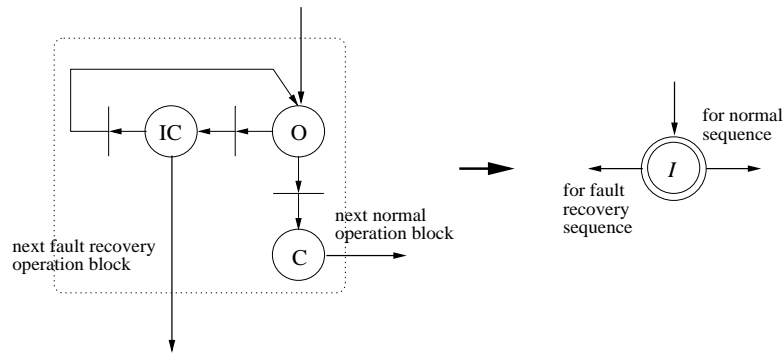 IC
O
C
next normal
operation block
next fault recovery
operation block
for normal
sequence
I
for fault
recovery
sequence